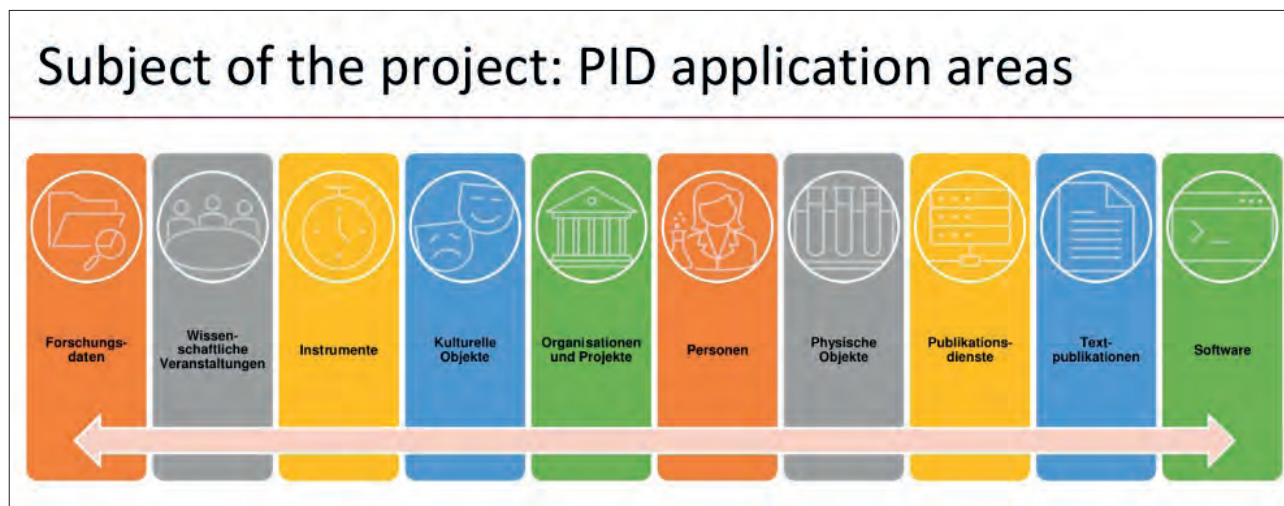 Subject of the project: PID application areas
Forschungs-
daten
Wissen-
schaftliche
Veranstaltungen
Instrumente
Kulturelle
Objekte
Organisationen
und Projekte
Personen
Physische
Objekte
Publikations-
dienste
Text-
publikationen
Software